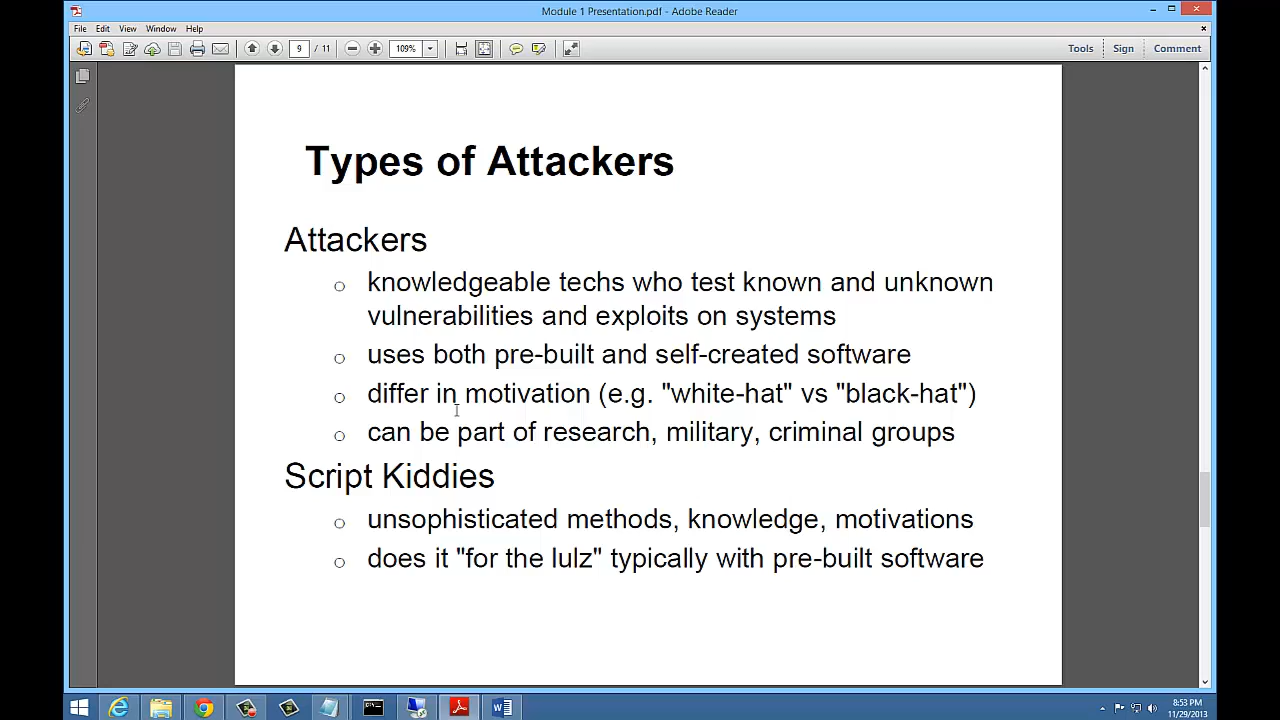 Module 1 Presentation.pdf - Adobe Reader
File Edit View Window Help
9 / 11 109% Tools Sign Comment
Types of Attackers
Attackers
knowledgeable techs who test known and unknown
vulnerabilities and exploits on systems
uses both pre-built and self-created software
differ in motivation (e.g. "white-hat" vs "black-hat")
can be part of research, military, criminal groups
Script Kiddies
unsophisticated methods, knowledge, motivations
does it "for the lulz" typically with pre-built software
8:53 PM
11/29/2013